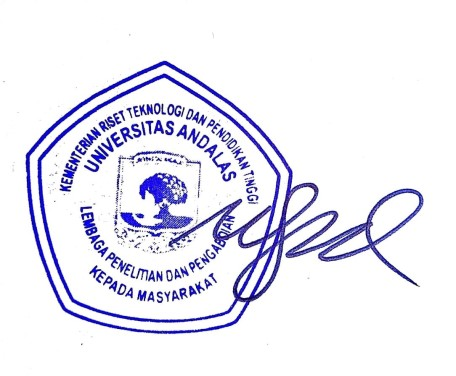 KEMENTERIAN RISET TEKNOLOGI DAN PENDIDIKAN TINGGI
UNIVERSITAS ANDALAS
LEMBAGA PENELITIAN DAN PENGABDIAN
KEPADA MASYARAKAT